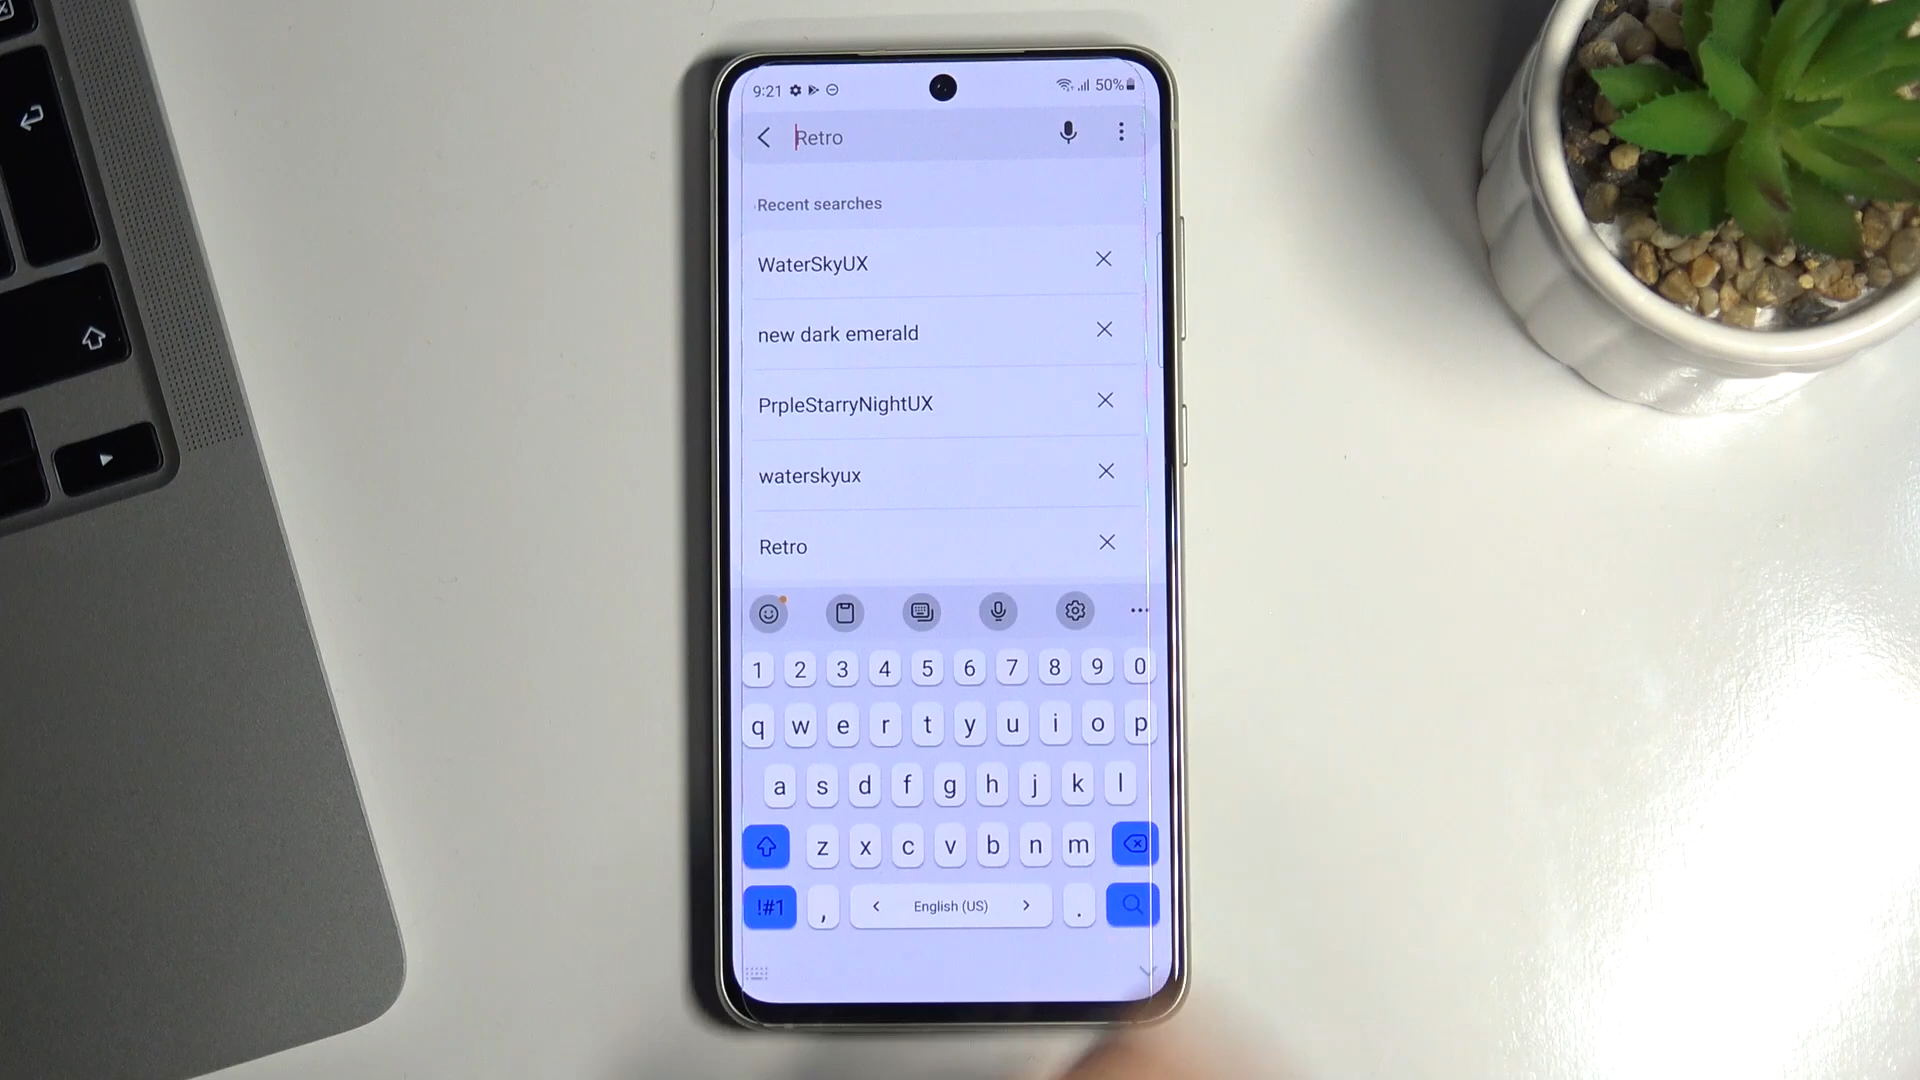 9:21 50%
Retro
Recent searches
WaterSkyUX
new dark emerald
PrpleStarryNightUX
waterskyux
Retro
1 2 3 4 5 6 7 8 9 0
q w e r t y u i o p
a s d f g h j k l
z x c v b n m
!#1 , < English (US) > .